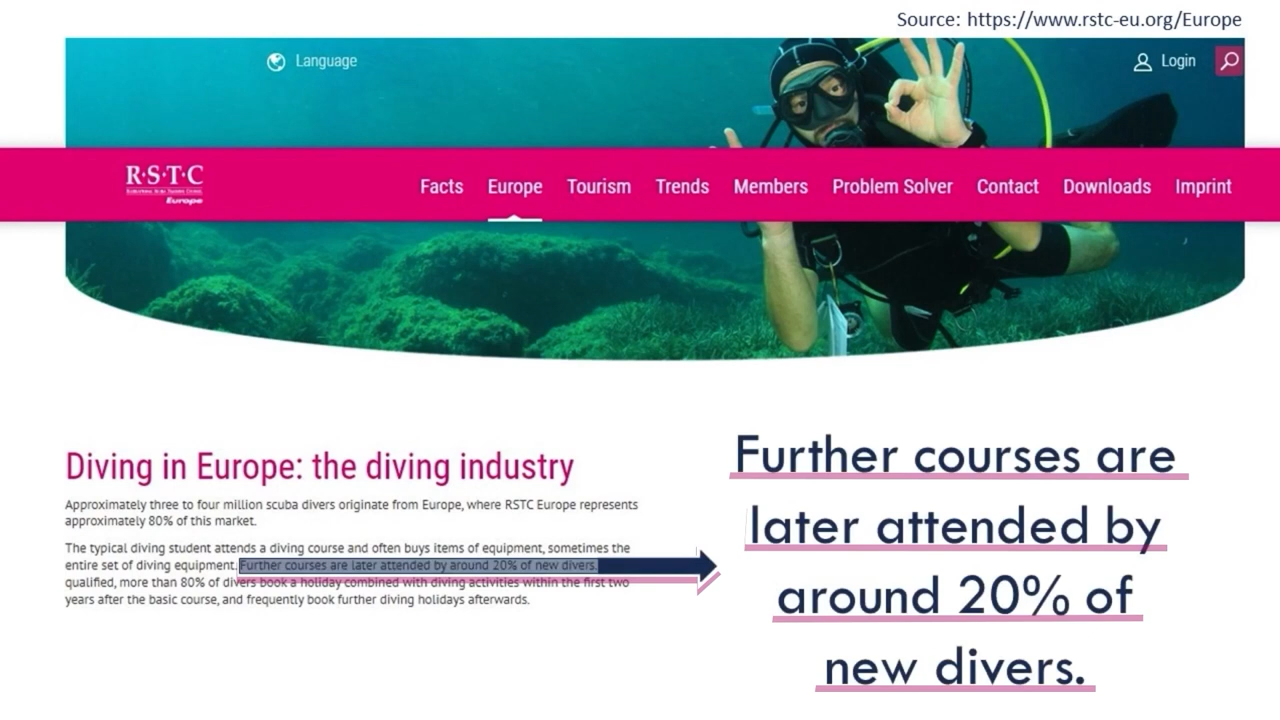 Source: https://www.rstc-eu.org/Europe
Language
Login
R·S·T·C
Europe
Facts
Europe
Tourism
Trends
Members
Problem Solver
Contact
Downloads
Imprint
Diving in Europe: the diving industry
Approximately three to four million scuba divers originate from Europe, where RSTC Europe represents
approximately 80% of this market.
The typical diving student attends a diving course and often buys items of equipment, sometimes the
entire set of diving equipment. Further courses are later attended by around 20% of new divers.
qualified, more than 80% of divers book a holiday combined with diving activities within the first two
years after the basic course, and frequently book further diving holidays afterwards.
Further courses are
later attended by
around 20% of
new divers.